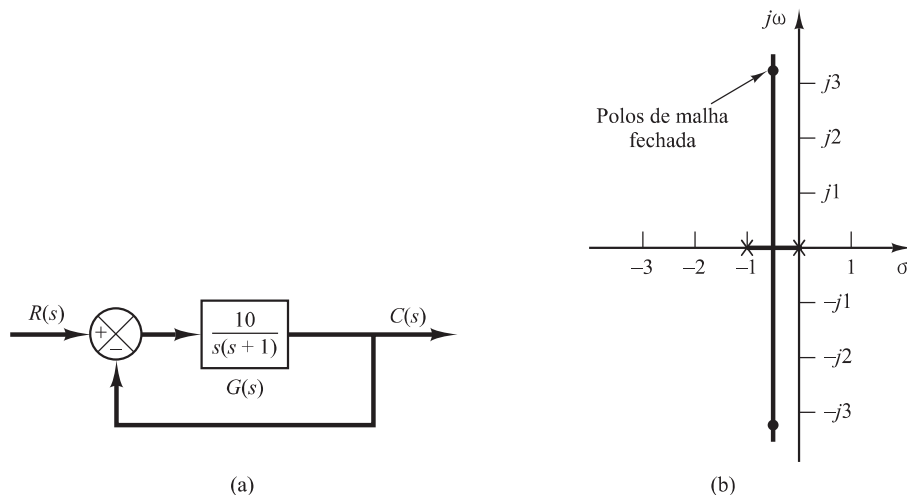 R(s)
+
−
10
s(s + 1)
G(s)
C(s)
(a)
jω
j3
j2
j1
Polos de malha
fechada
−3
−2
−1
1
σ
−j1
−j2
−j3
(b)